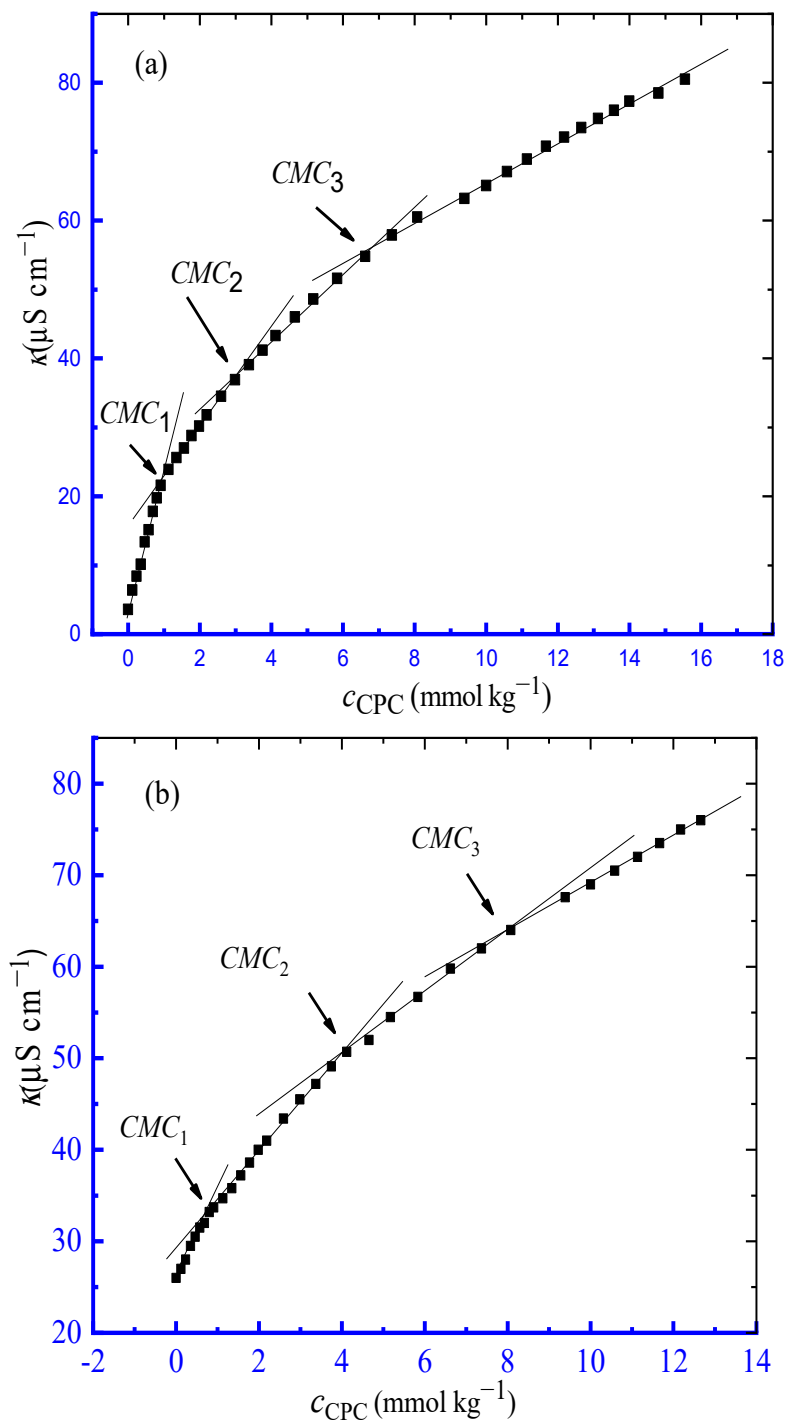 (a)
80
60
40
20
0
κ(μS cm⁻¹)
CMC₃
CMC₂
CMC₁
0 2 4 6 8 10 12 14 16 18
c_CPC (mmol kg⁻¹)
(b)
80
70
60
50
40
30
20
κ(μS cm⁻¹)
CMC₃
CMC₂
CMC₁
-2 0 2 4 6 8 10 12 14
c_CPC (mmol kg⁻¹)